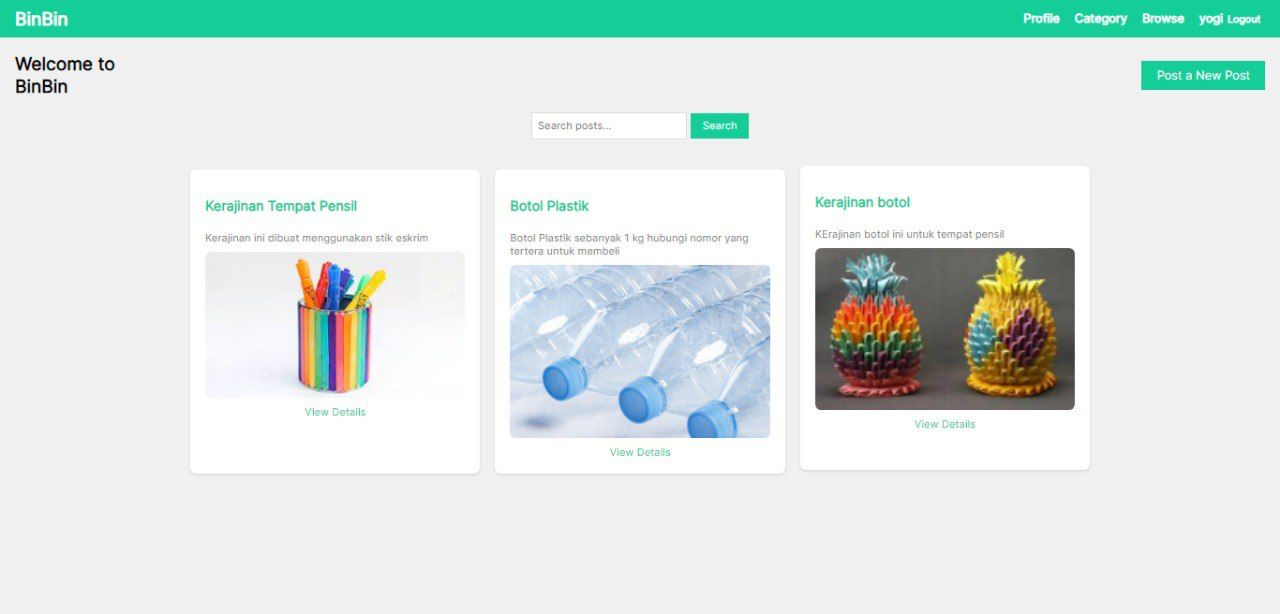 BinBin
Profile Category Browse yogi Logout
Welcome to
BinBin
Post a New Post
Search posts...
Search
Kerajinan Tempat Pensil
Kerajinan ini dibuat menggunakan stik eskrim
View Details
Botol Plastik
Botol Plastik sebanyak 1 kg hubungi nomor yang
tertera untuk membeli
View Details
Kerajinan botol
KErajinan botol ini untuk tempat pensil
View Details